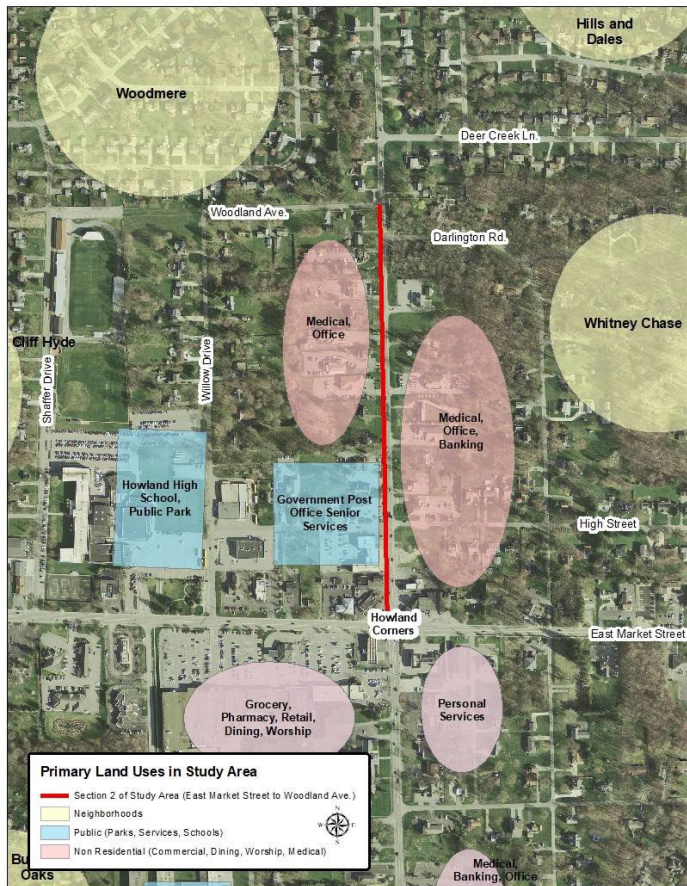 Hills and
Dales
Woodmere
Deer Creek Ln.
Woodland Ave.
Darlington Rd.
Medical,
Office
Whitney Chase
Cliff Hyde
Shaffer Drive
Willow Drive
Medical,
Office,
Banking
Howland High
School,
Public Park
Government Post
Office Senior
Services
High Street
Howland
Corners
East Market Street
Grocery,
Pharmacy, Retail,
Dining, Worship
Personal
Services
Primary Land Uses in Study Area
Section 2 of Study Area (East Market Street to Woodland Ave.)
Neighborhoods
Public (Parks, Services, Schools)
Non Residential (Commercial, Dining, Worship, Medical)
N
W E
S
Bu
Oaks
Medical,
Banking, Office